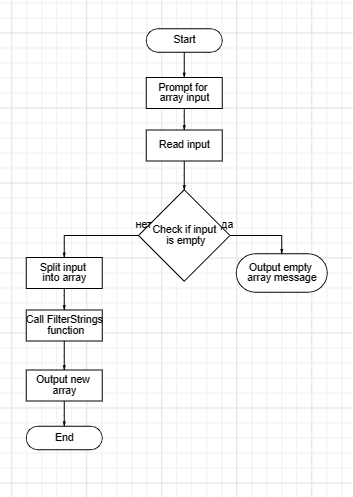 Start
Prompt for
array input
Read input
нет
да
Check if input
is empty
Split input
into array
Output empty
array message
Call FilterStrings
function
Output new
array
End